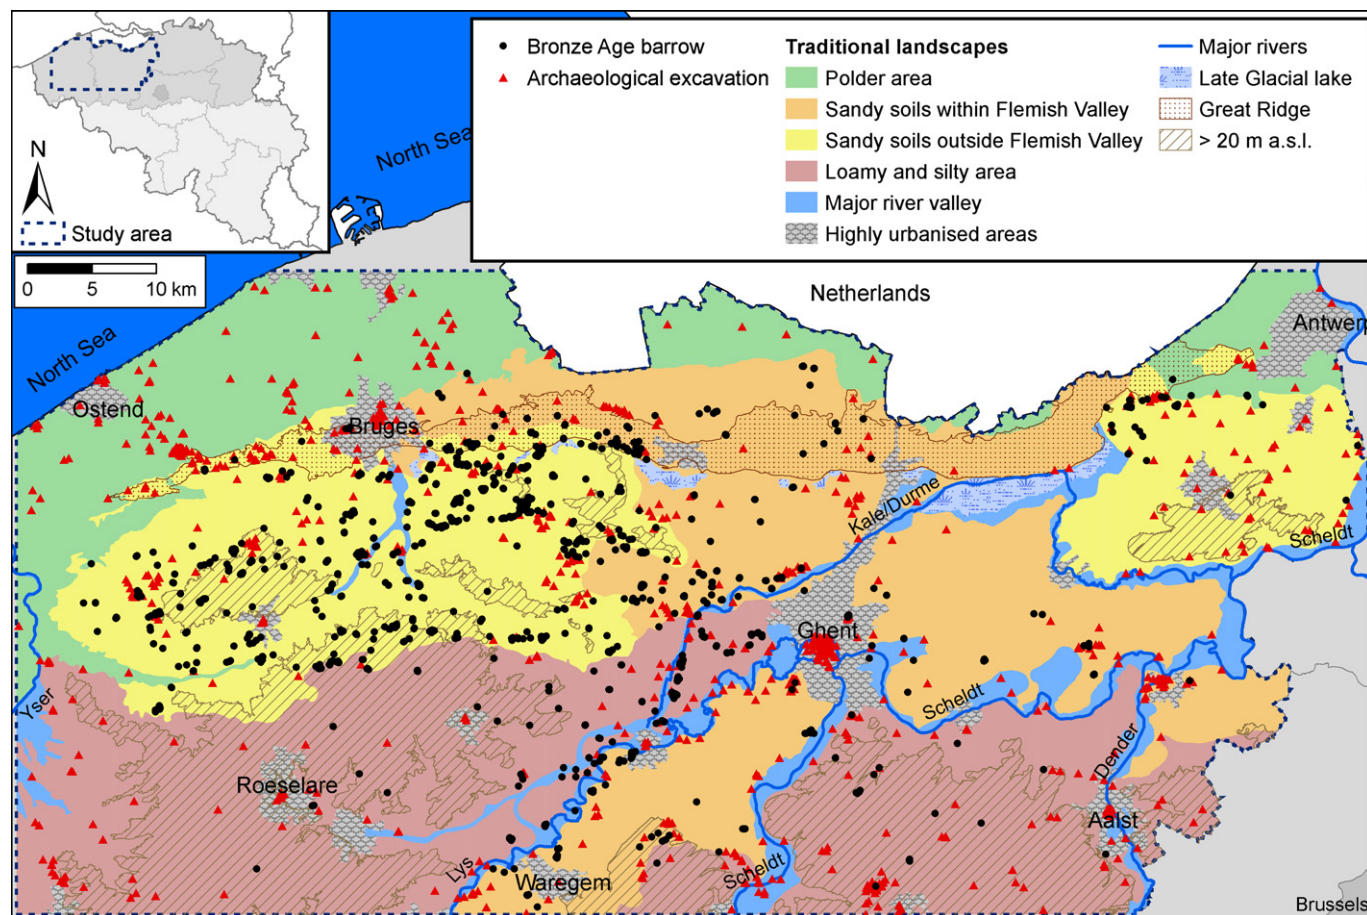 N
Study area
0 5 10 km
Bronze Age barrow
Archaeological excavation
Traditional landscapes
Polder area
Sandy soils within Flemish Valley
Sandy soils outside Flemish Valley
Loamy and silty area
Major river valley
Highly urbanised areas
Major rivers
Late Glacial lake
Great Ridge
> 20 m a.s.l.
North Sea
North Sea
Netherlands
Antwerp
Ostend
Bruges
Kale/Durme
Scheldt
Ghent
Yser
Scheldt
Dender
Roeselare
Aalst
Lys
Waregem
Scheldt
Brussels